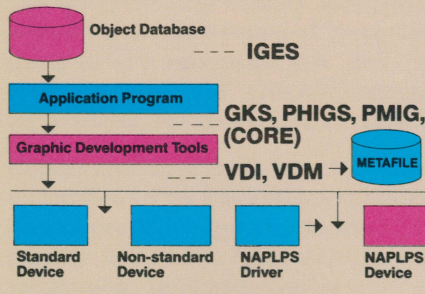 Object Database
IGES
Application Program
GKS, PHIGS, PMIG,
(CORE)
Graphic Development Tools
VDI, VDM
METAFILE
Standard
Device
Non-standard
Device
NAPLPS
Driver
NAPLPS
Device